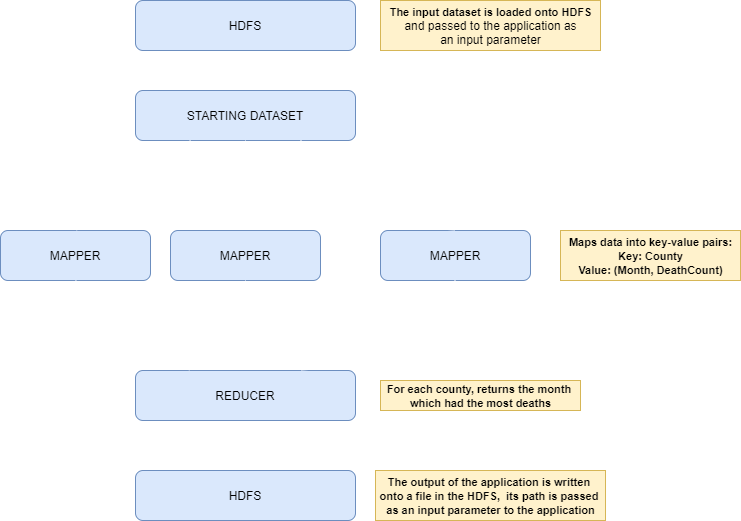 HDFS
The input dataset is loaded onto HDFS
and passed to the application as
an input parameter
STARTING DATASET
MAPPER
MAPPER
MAPPER
Maps data into key-value pairs:
Key: County
Value: (Month, DeathCount)
REDUCER
For each county, returns the month
which had the most deaths
HDFS
The output of the application is written
onto a file in the HDFS, its path is passed
as an input parameter to the application